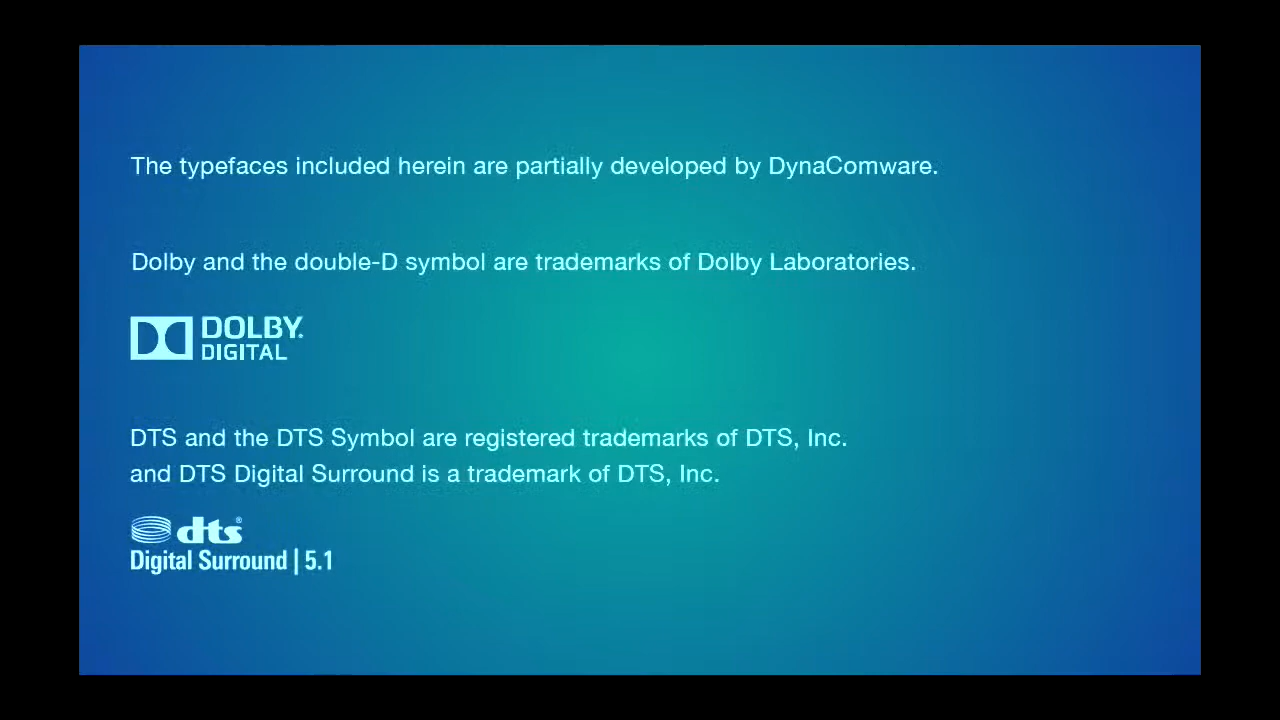 The typefaces included herein are partially developed by DynaComware.
Dolby and the double-D symbol are trademarks of Dolby Laboratories.
DOLBY.
DIGITAL
DTS and the DTS Symbol are registered trademarks of DTS, Inc.
and DTS Digital Surround is a trademark of DTS, Inc.
dts®
Digital Surround | 5.1